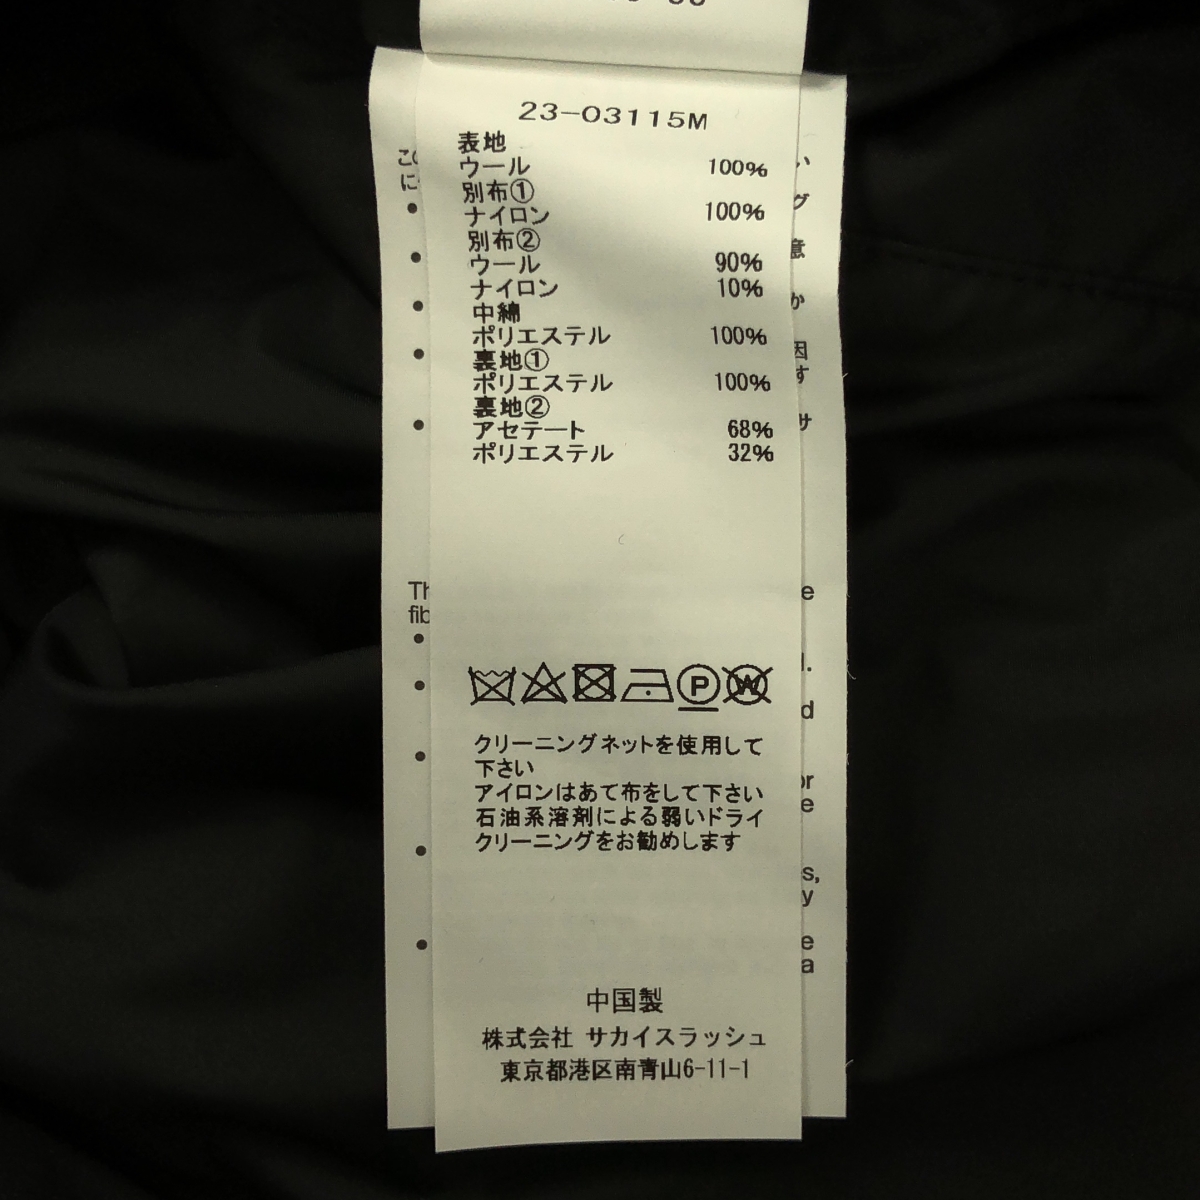 23-03115M
表地
ウール 100%
別布①
ナイロン 100%
別布②
ウール 90%
ナイロン 10%
中綿
ポリエステル 100%
裏地①
ポリエステル 100%
裏地②
アセテート 68%
ポリエステル 32%
P W
クリーニングネットを使用して
下さい
アイロンはあて布をして下さい
石油系溶剤による弱いドライ
クリーニングをお勧めします
中国製
株式会社 サカイスラッシュ
東京都港区南青山6-11-1